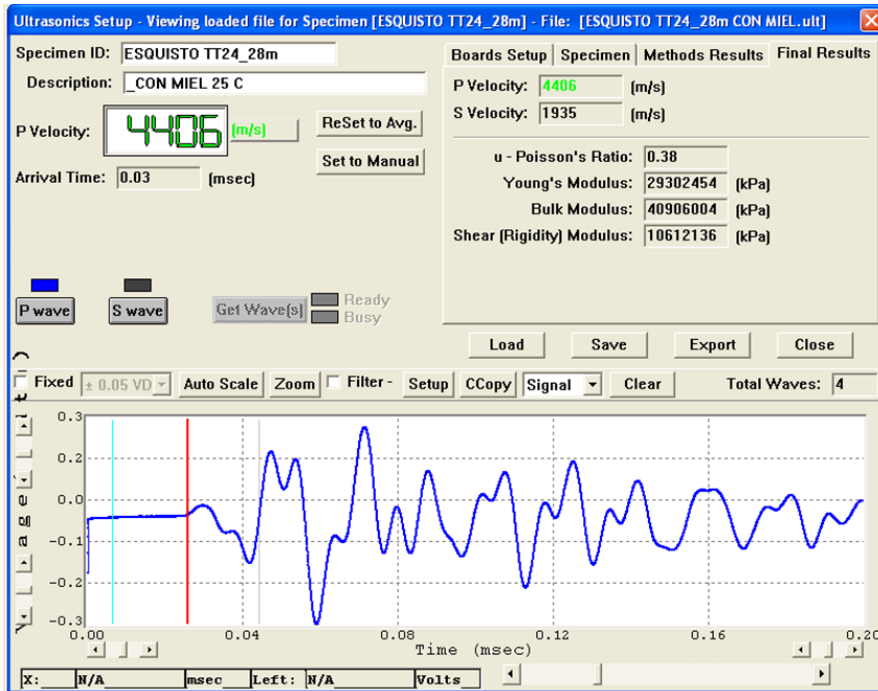 Ultrasonics Setup - Viewing loaded file for Specimen [ESQUISTO TT24_28m] - File: [ESQUISTO TT24_28m CON MIEL.ult]
Specimen ID: ESQUISTO TT24_28m
Description: _CON MIEL 25 C
P Velocity: 4406 (m/s)
ReSet to Avg.
Set to Manual
Arrival Time: 0.03 (msec)
Boards Setup Specimen Methods Results Final Results
P Velocity: 4406 (m/s)
S Velocity: 1935 (m/s)
u - Poisson's Ratio: 0.38
Young's Modulus: 29302454 (kPa)
Bulk Modulus: 40906004 (kPa)
Shear (Rigidity) Modulus: 10612136 (kPa)
P wave S wave Get Wave(s) Ready
Busy
Load Save Export Close
Fixed ± 0.05 VD Auto Scale Zoom Filter - Setup CCopy Signal Clear Total Waves: 4
0.3
0.2
0.0
-0.1
-0.2
-0.3
0.00 0.04 0.08 0.12 0.16 0.20
Time (msec)
X: N/A msec Left: N/A Volts